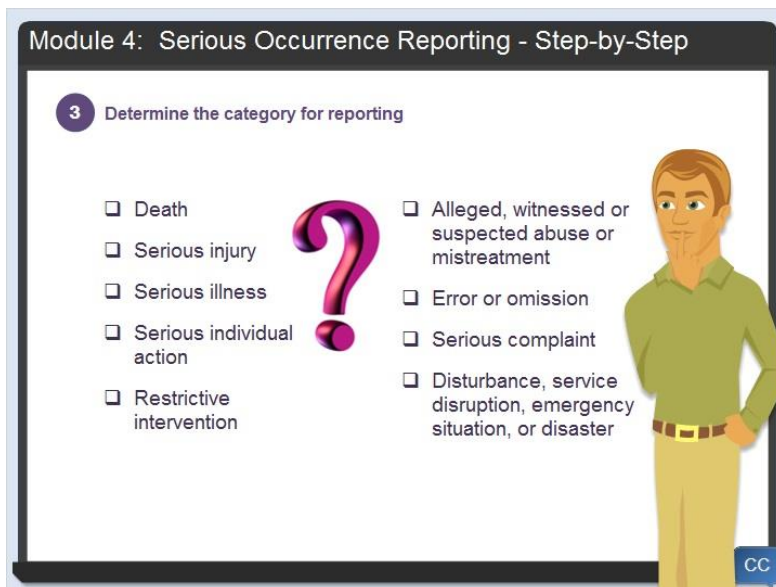 Module 4: Serious Occurrence Reporting - Step-by-Step
3 Determine the category for reporting
Death
Serious injury
Serious illness
Serious individual
action
Restrictive
intervention
?
Alleged, witnessed or
suspected abuse or
mistreatment
Error or omission
Serious complaint
Disturbance, service
disruption, emergency
situation, or disaster
CC